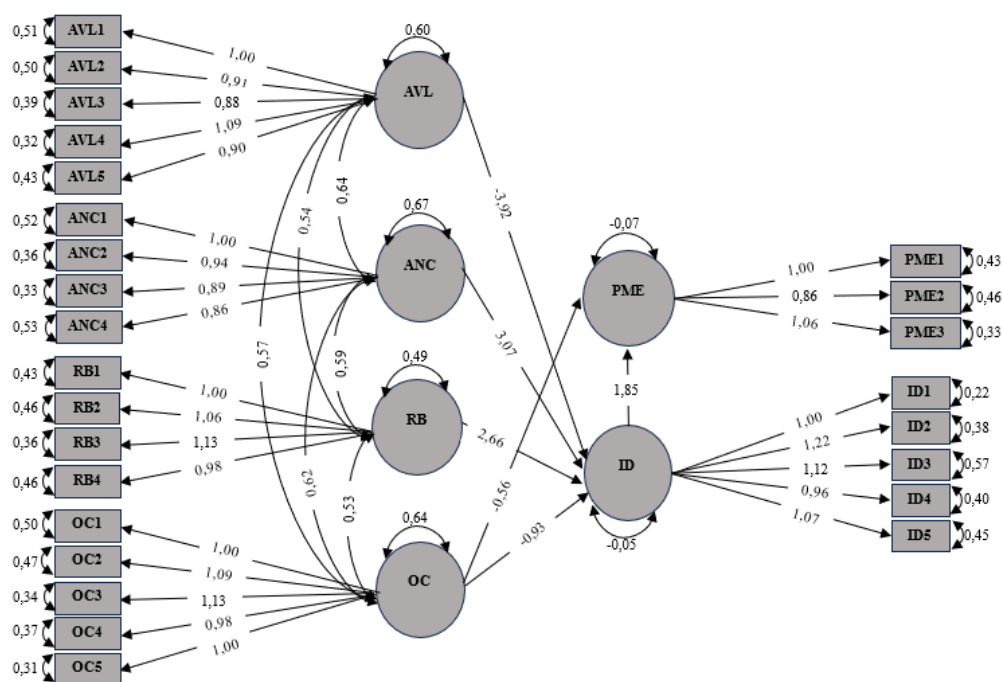 0,51 AVL1
0,50 AVL2
0,39 AVL3
0,32 AVL4
0,43 AVL5
1,00
0,91
0,88
1,09
0,90
0,60
AVL
0,52 ANC1
0,36 ANC2
0,33 ANC3
0,53 ANC4
1,00
0,94
0,89
0,86
0,67
ANC
0,43 RB1
0,46 RB2
0,36 RB3
0,46 RB4
1,00
1,06
1,13
0,98
0,49
RB
0,50 OC1
0,47 OC2
0,34 OC3
0,37 OC4
0,31 OC5
1,00
1,09
1,13
0,98
1,00
0,64
OC
0,64
0,54
0,57
0,59
0,62
0,53
-3,92
3,07
2,66
-0,56
-0,93
-0,07
PME
1,85
ID
-0,05
1,00
0,86
1,06
PME1 0,43
PME2 0,46
PME3 0,33
1,00
1,22
1,12
0,96
1,07
ID1 0,22
ID2 0,38
ID3 0,57
ID4 0,40
ID5 0,45